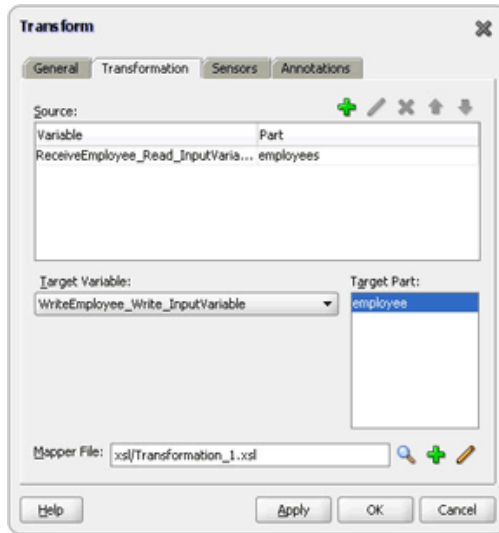 Transform
General Transformation Sensors Annotations
Source:
Variable Part
ReceiveEmployee_Read_InputVaria... employees
Target Variable: Target Part:
WriteEmployee_Write_InputVariable employee
Mapper File: xsl/Transformation_1.xsl
Help Apply OK Cancel